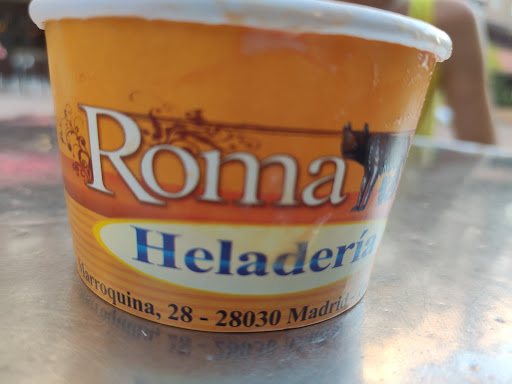 Roma
Heladería
Marroquina, 28 - 28030 Madrid